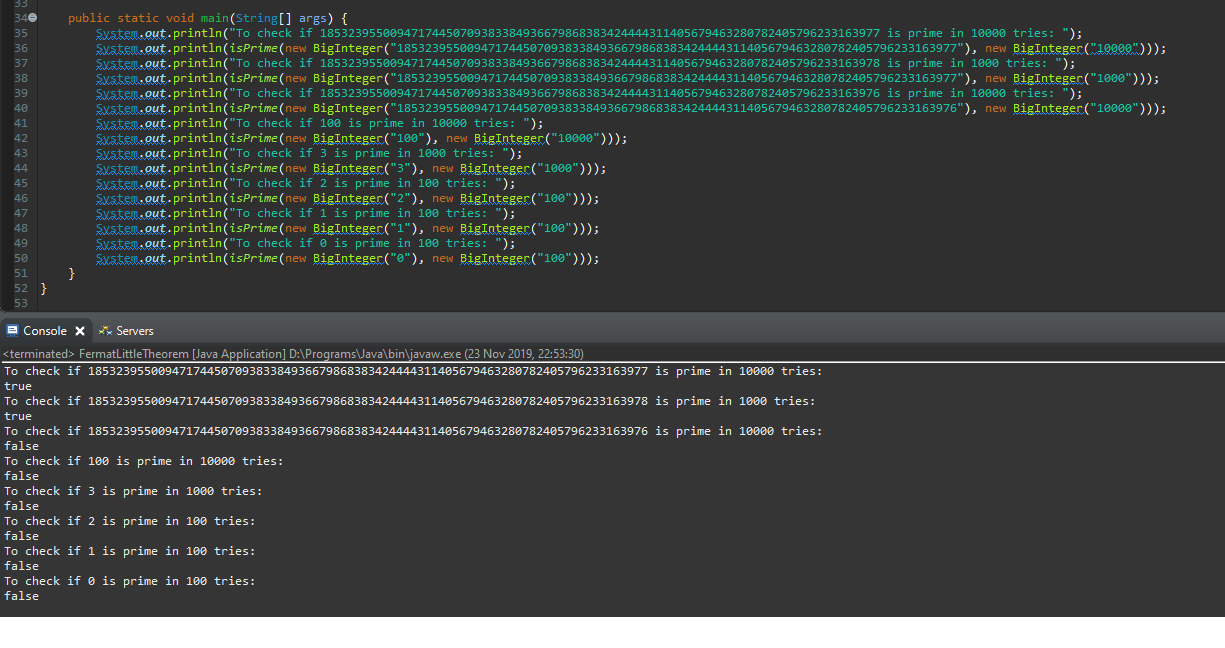 33
34 public static void main(String[] args) {
35 System.out.println("To check if 18532395500947174450709383384936679868383424444311405679463280782405796233163977 is prime in 10000 tries: ");
36 System.out.println(isPrime(new BigInteger("18532395500947174450709383384936679868383424444311405679463280782405796233163977"), new BigInteger("10000")));
37 System.out.println("To check if 18532395500947174450709383384936679868383424444311405679463280782405796233163978 is prime in 1000 tries: ");
38 System.out.println(isPrime(new BigInteger("18532395500947174450709383384936679868383424444311405679463280782405796233163977"), new BigInteger("1000")));
39 System.out.println("To check if 18532395500947174450709383384936679868383424444311405679463280782405796233163976 is prime in 10000 tries: ");
40 System.out.println(isPrime(new BigInteger("18532395500947174450709383384936679868383424444311405679463280782405796233163976"), new BigInteger("10000")));
41 System.out.println("To check if 100 is prime in 10000 tries: ");
42 System.out.println(isPrime(new BigInteger("100"), new BigInteger("10000")));
43 System.out.println("To check if 3 is prime in 1000 tries: ");
44 System.out.println(isPrime(new BigInteger("3"), new BigInteger("1000")));
45 System.out.println("To check if 2 is prime in 100 tries: ");
46 System.out.println(isPrime(new BigInteger("2"), new BigInteger("100")));
47 System.out.println("To check if 1 is prime in 100 tries: ");
48 System.out.println(isPrime(new BigInteger("1"), new BigInteger("100")));
49 System.out.println("To check if 0 is prime in 100 tries: ");
50 System.out.println(isPrime(new BigInteger("0"), new BigInteger("100")));
51 }
52 }
53
Console Servers
<terminated> FermatLittleTheorem [Java Application] D:\Programs\Java\bin\javaw.exe (23 Nov 2019, 22:53:30)
To check if 18532395500947174450709383384936679868383424444311405679463280782405796233163977 is prime in 10000 tries:
true
To check if 18532395500947174450709383384936679868383424444311405679463280782405796233163978 is prime in 1000 tries:
true
To check if 18532395500947174450709383384936679868383424444311405679463280782405796233163976 is prime in 10000 tries:
false
To check if 100 is prime in 10000 tries:
false
To check if 3 is prime in 1000 tries:
false
To check if 2 is prime in 100 tries:
false
To check if 1 is prime in 100 tries:
false
To check if 0 is prime in 100 tries:
false